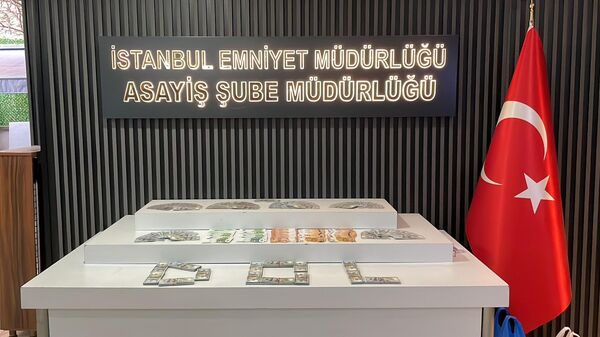 İSTANBUL EMNİYET MÜDÜRLÜĞÜ
ASAYİŞ ŞUBE MÜDÜRLÜĞÜ